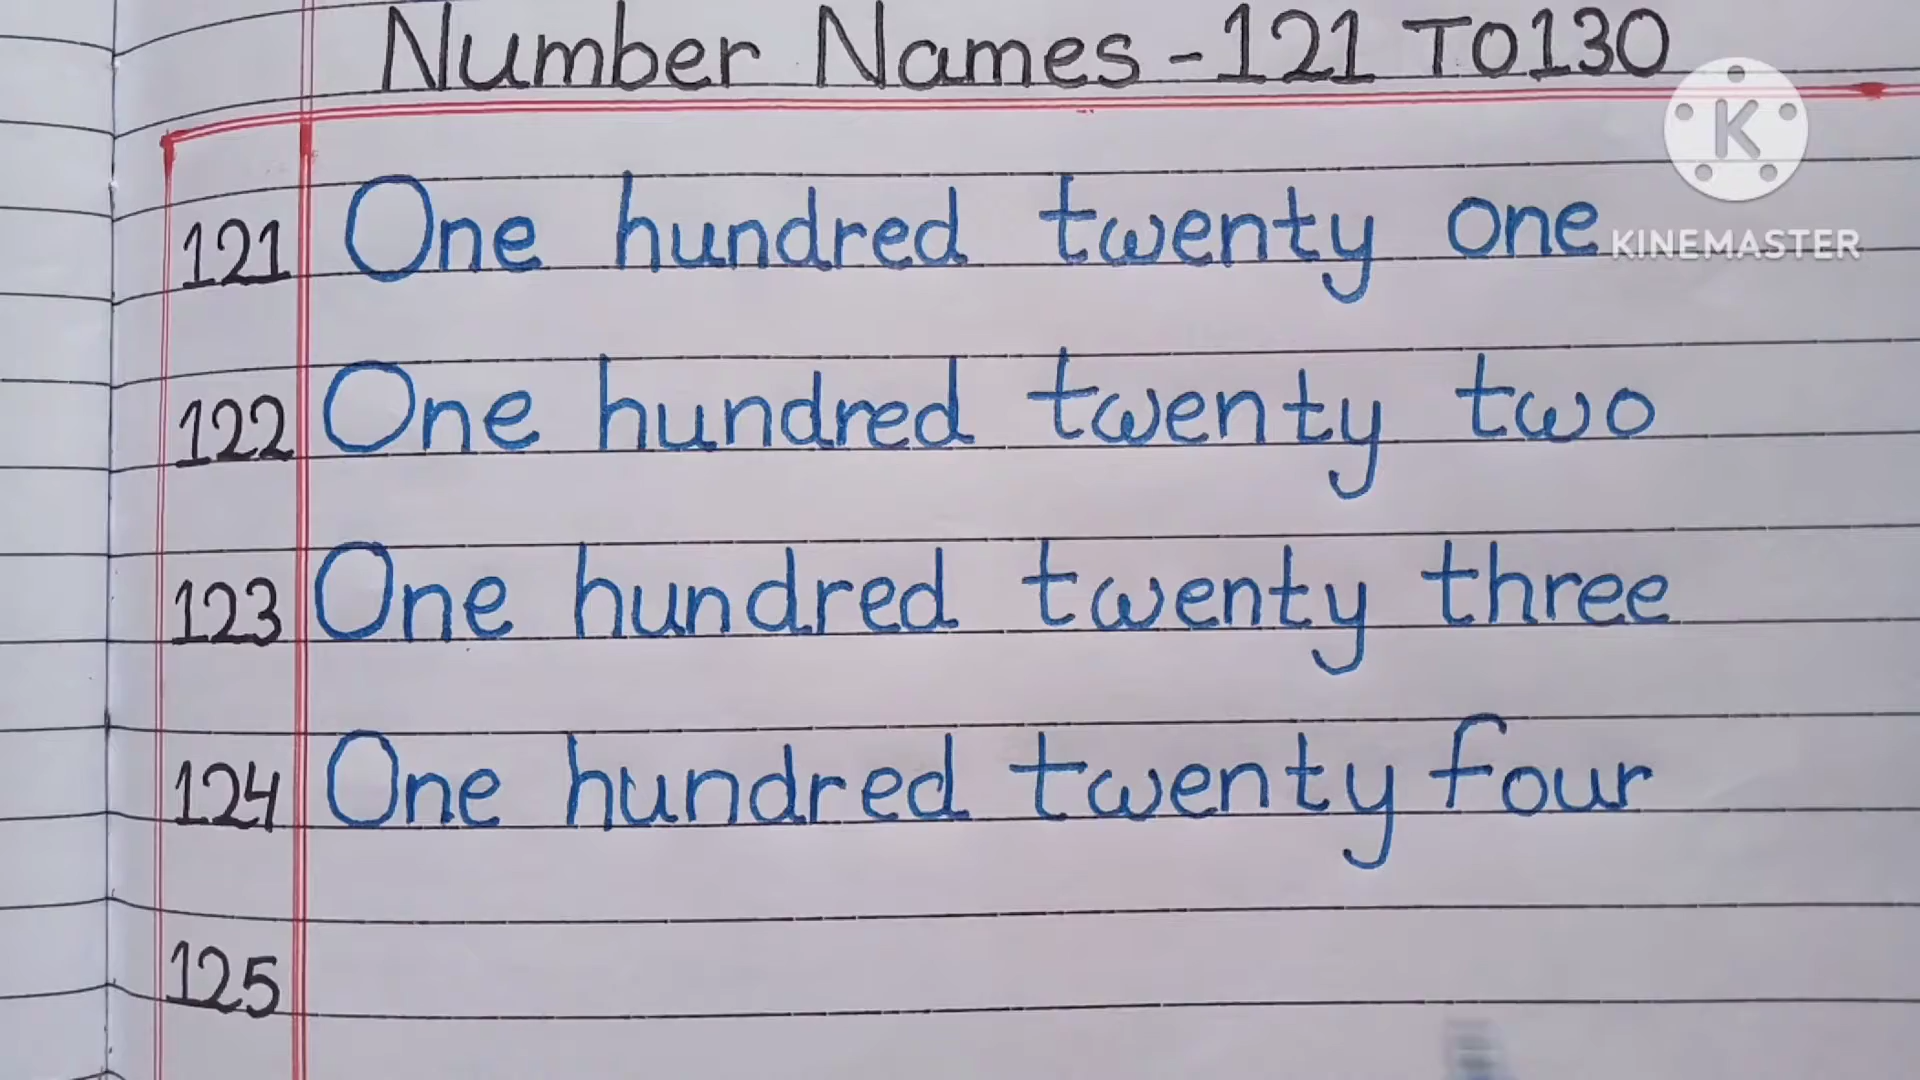 Number Names - 121 TO 130
121 One hundred twenty one
KINEMASTER
122 One hundred twenty two
123 One hundred twenty three
124 One hundred twenty four
125